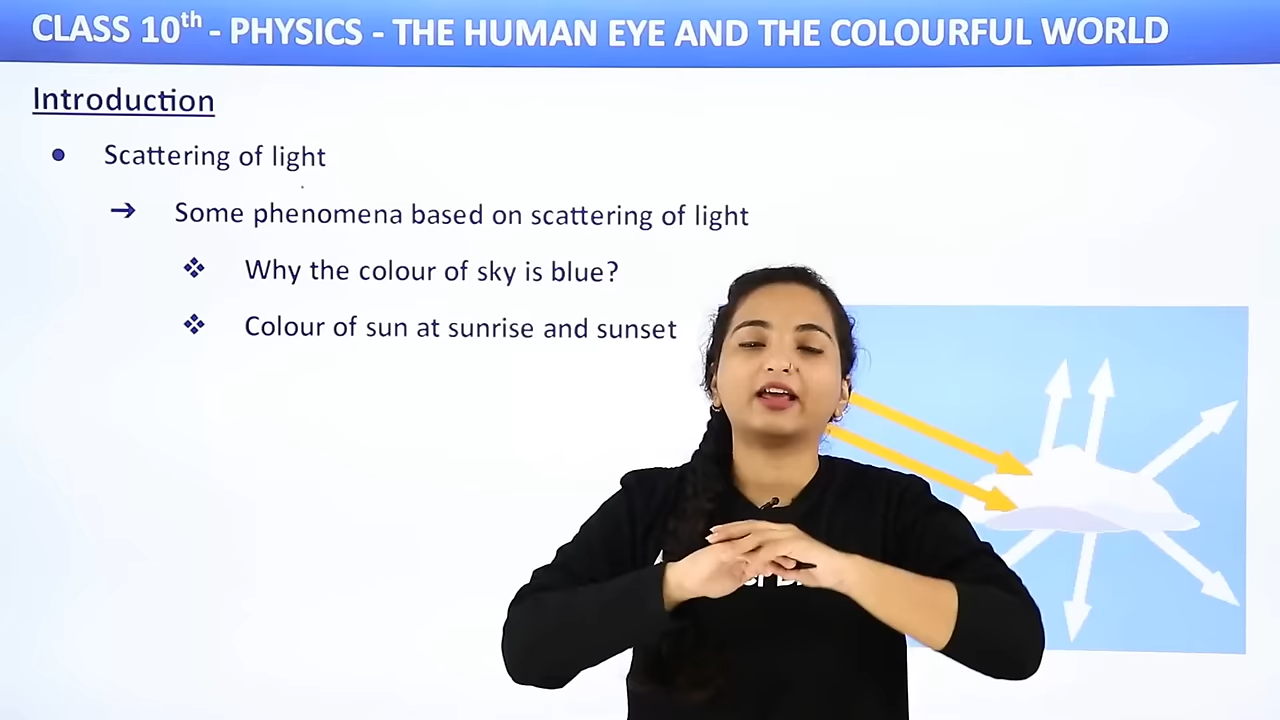 CLASS 10th - PHYSICS - THE HUMAN EYE AND THE COLOURFUL WORLD
Introduction
● Scattering of light
➔ Some phenomena based on scattering of light
❖ Why the colour of sky is blue?
❖ Colour of sun at sunrise and sunset